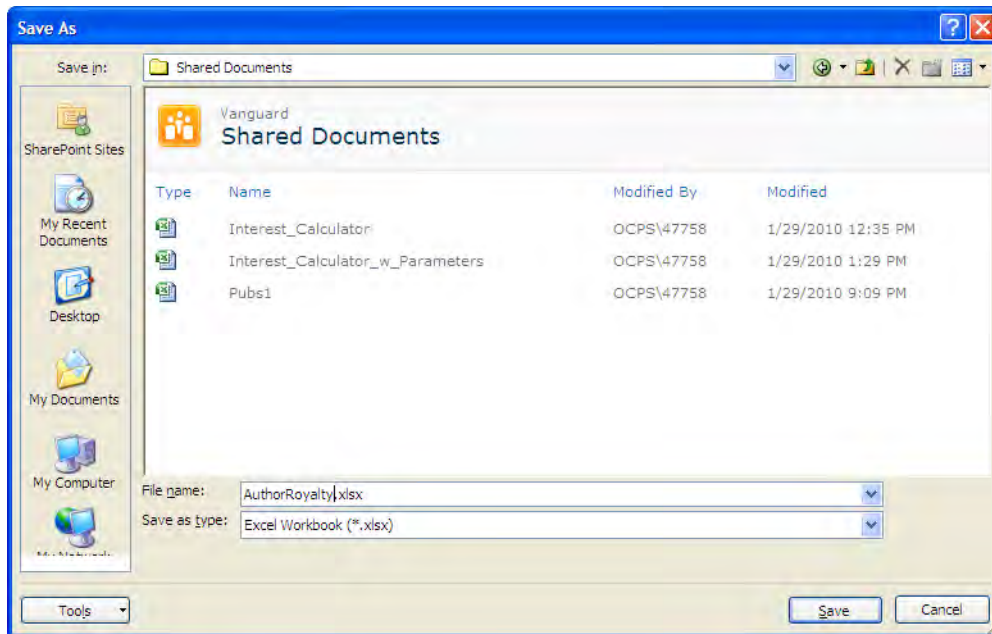 Save As
Save in: Shared Documents
SharePoint Sites
My Recent Documents
Desktop
My Documents
My Computer
Vanguard
Shared Documents
Type Name Modified By Modified
Interest_Calculator OCPS\47758 1/29/2010 12:35 PM
Interest_Calculator_w_Parameters OCPS\47758 1/29/2010 1:29 PM
Pubs1 OCPS\47758 1/29/2010 9:09 PM
File name: AuthorRoyalty.xlsx
Save as type: Excel Workbook (*.xlsx)
Tools Save Cancel